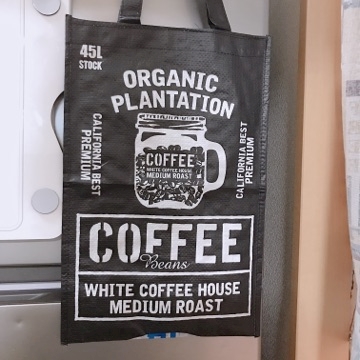 45L
STOCK
ORGANIC
PLANTATION
CALIFORNIA BEST
PREMIUM
CALIFORNIA BEST
PREMIUM
COFFEE
WHITE COFFEE HOUSE
MEDIUM ROAST
COFFEE
Beans
WHITE COFFEE HOUSE
MEDIUM ROAST